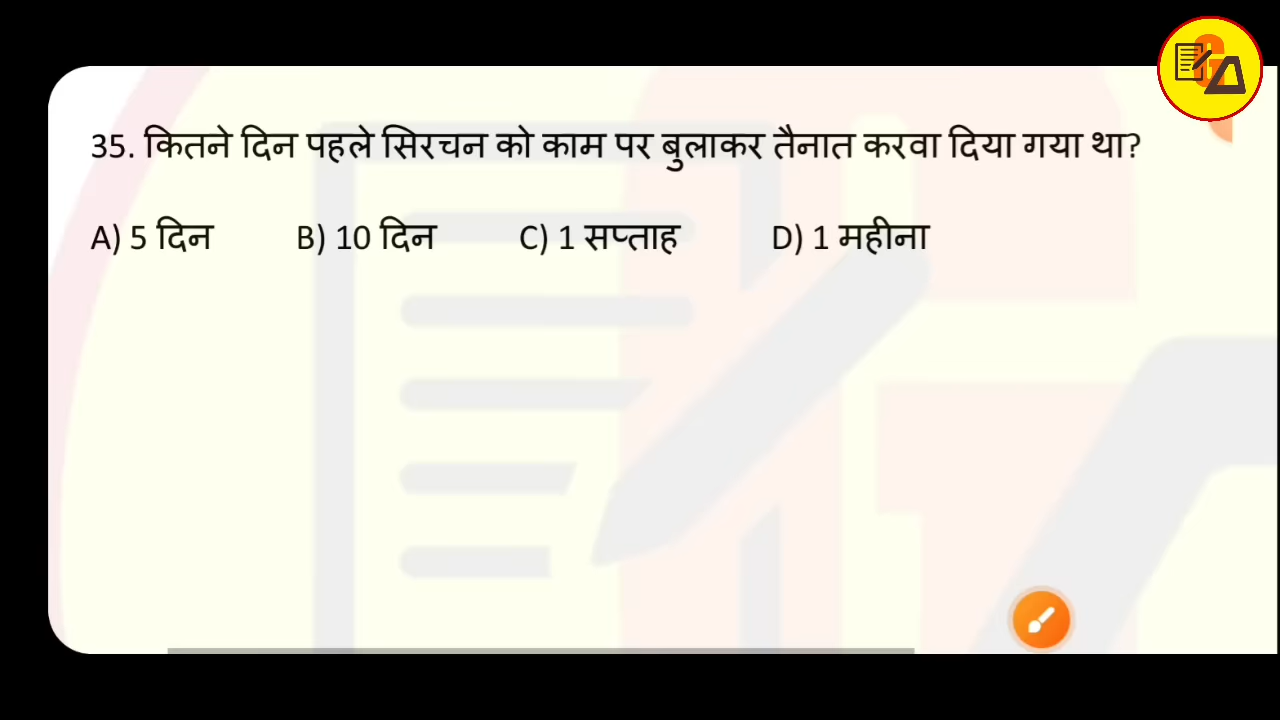 35. कितने दिन पहले सिरचन को काम पर बुलाकर तैनात करवा दिया गया था?
A) 5 दिन B) 10 दिन C) 1 सप्ताह D) 1 महीना